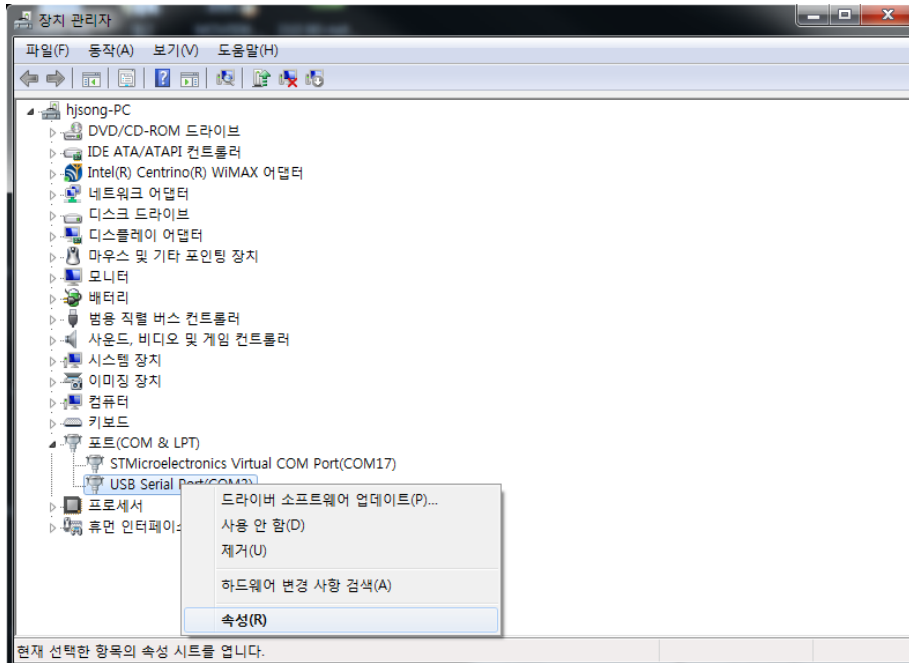 장치 관리자
파일(F) 동작(A) 보기(V) 도움말(H)
hjsong-PC
DVD/CD-ROM 드라이브
IDE ATA/ATAPI 컨트롤러
Intel(R) Centrino(R) WiMAX 어댑터
네트워크 어댑터
디스크 드라이브
디스플레이 어댑터
마우스 및 기타 포인팅 장치
모니터
배터리
범용 직렬 버스 컨트롤러
사운드, 비디오 및 게임 컨트롤러
시스템 장치
이미징 장치
컴퓨터
키보드
포트(COM & LPT)
STMicroelectronics Virtual COM Port(COM17)
USB Serial
프로세서
휴먼
드라이버 소프트웨어 업데이트(P)...
사용 안 함(D)
제거(U)
하드웨어 변경 사항 검색(A)
속성(R)
현재 선택한 항목의 속성 시트를 엽니다.